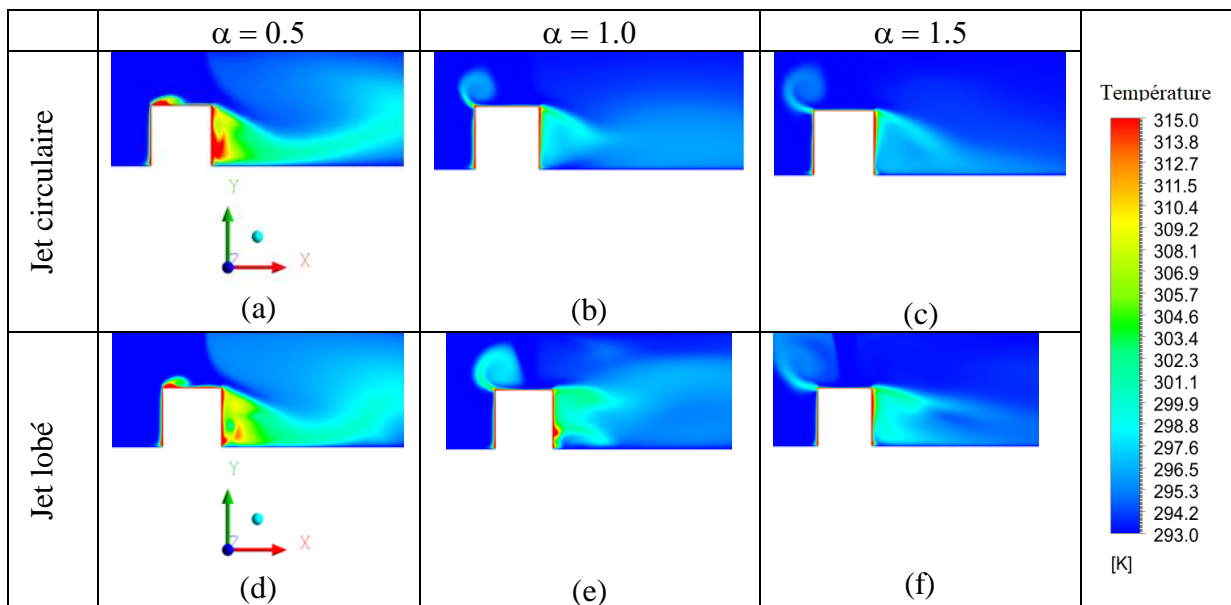 α = 0.5
α = 1.0
α = 1.5
Jet circulaire
Y
Z
X
(a)
(b)
(c)
Jet lobé
Y
Z
X
(d)
(e)
(f)
Température
315.0
313.8
312.7
311.5
310.4
309.2
308.1
306.9
305.7
304.6
303.4
302.3
301.1
299.9
298.8
297.6
296.5
295.3
294.2
293.0
[K]